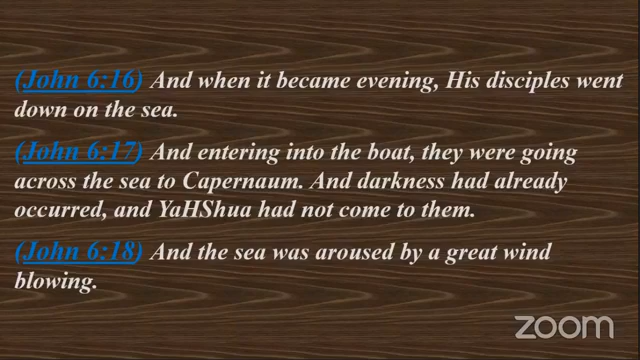 (John 6:16) And when it became evening, His disciples went
down on the sea.
(John 6:17) And entering into the boat, they were going
across the sea to Capernaum. And darkness had already
occurred, and YaHShua had not come to them.
(John 6:18) And the sea was aroused by a great wind
blowing.
zoom